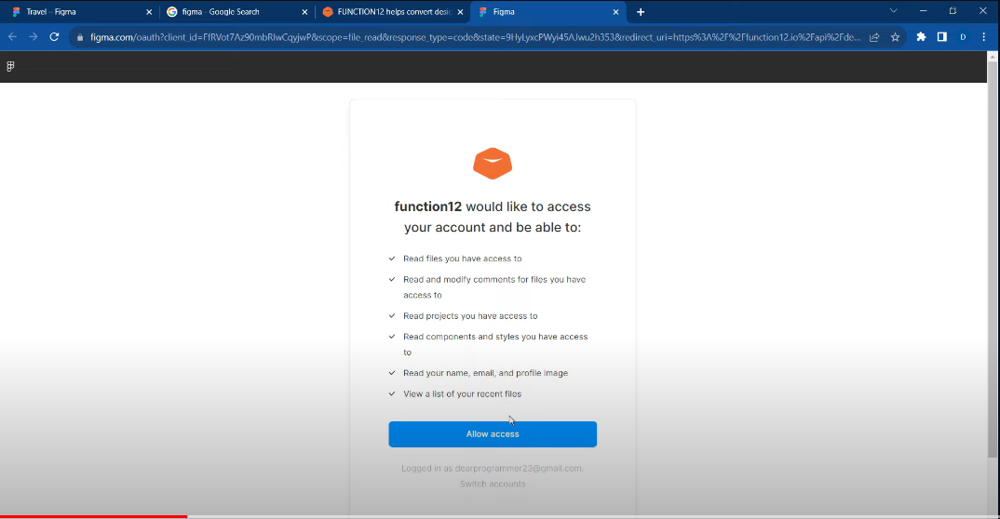 Travel – Figma
figma - Google Search
FUNCTION12 helps convert desig
Figma
figma.com/oauth?client_id=FfRVot7Az90mbRIwCqyjwP&scope=file_read&response_type=code&state=9HyLyxcPWyi45AJwu2h353&redirect_uri=https%3A%2F%2Ffunction12.io%2Fapi%2Fde...
D
function12 would like to access
your account and be able to:
Read files you have access to
Read and modify comments for files you have
access to
Read projects you have access to
Read components and styles you have access
to
Read your name, email, and profile image
View a list of your recent files
Allow access
Logged in as dearprogrammer23@gmail.com.
Switch accounts